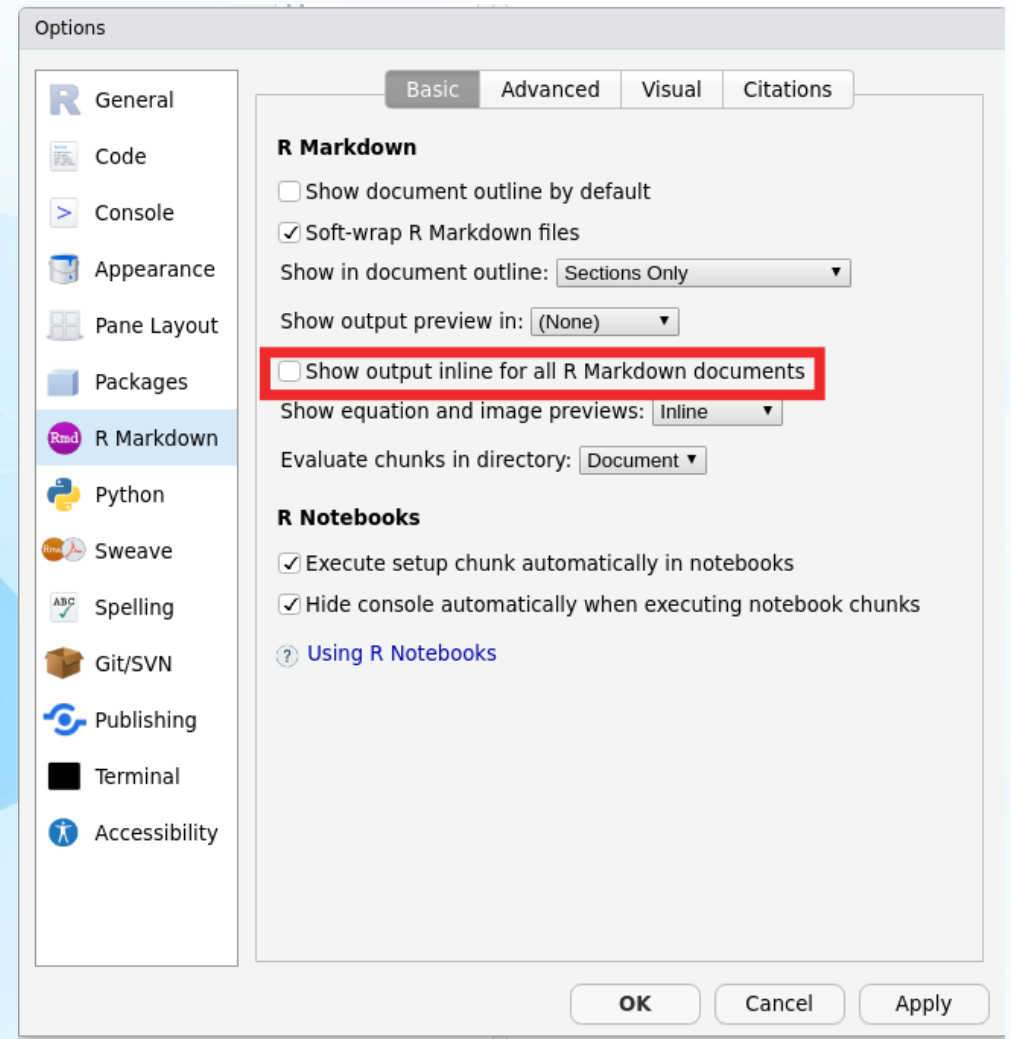 Options
General
Code
Console
Appearance
Pane Layout
Packages
Rmd R Markdown
Python
Sweave
ABC Spelling
Git/SVN
Publishing
Terminal
Accessibility
Basic Advanced Visual Citations
R Markdown
Show document outline by default
Soft-wrap R Markdown files
Show in document outline: Sections Only
Show output preview in: (None)
Show output inline for all R Markdown documents
Show equation and image previews: Inline
Evaluate chunks in directory: Document
R Notebooks
Execute setup chunk automatically in notebooks
Hide console automatically when executing notebook chunks
? Using R Notebooks
OK Cancel Apply